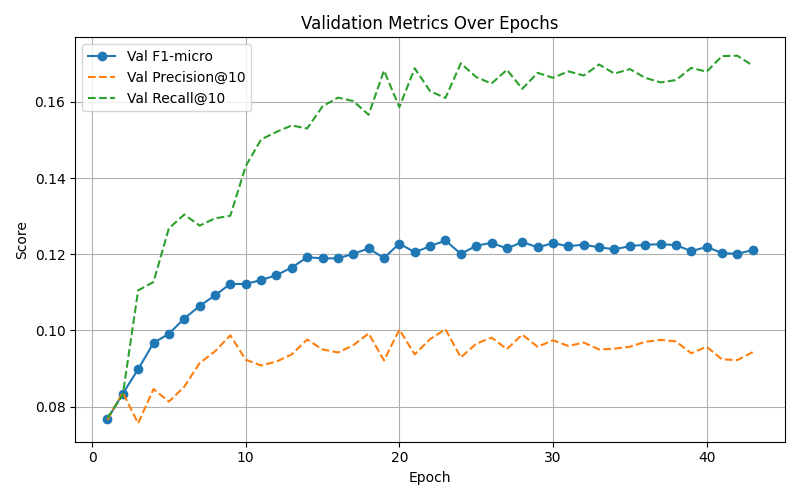 Validation Metrics Over Epochs
Val F1-micro
Val Precision@10
Val Recall@10
Score
0.16
0.14
0.12
0.10
0.08
0
10
20
30
40
Epoch